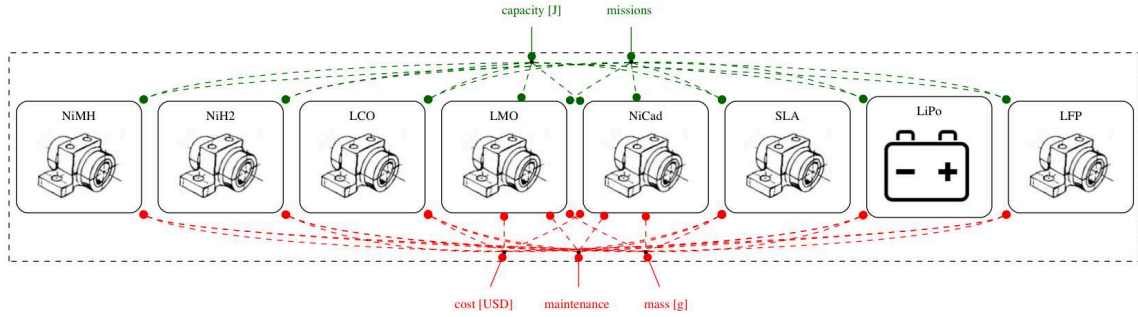 capacity [J] missions
NiMH NiH2 LCO LMO NiCad SLA LiPo LFP
cost [USD] maintenance mass [g]